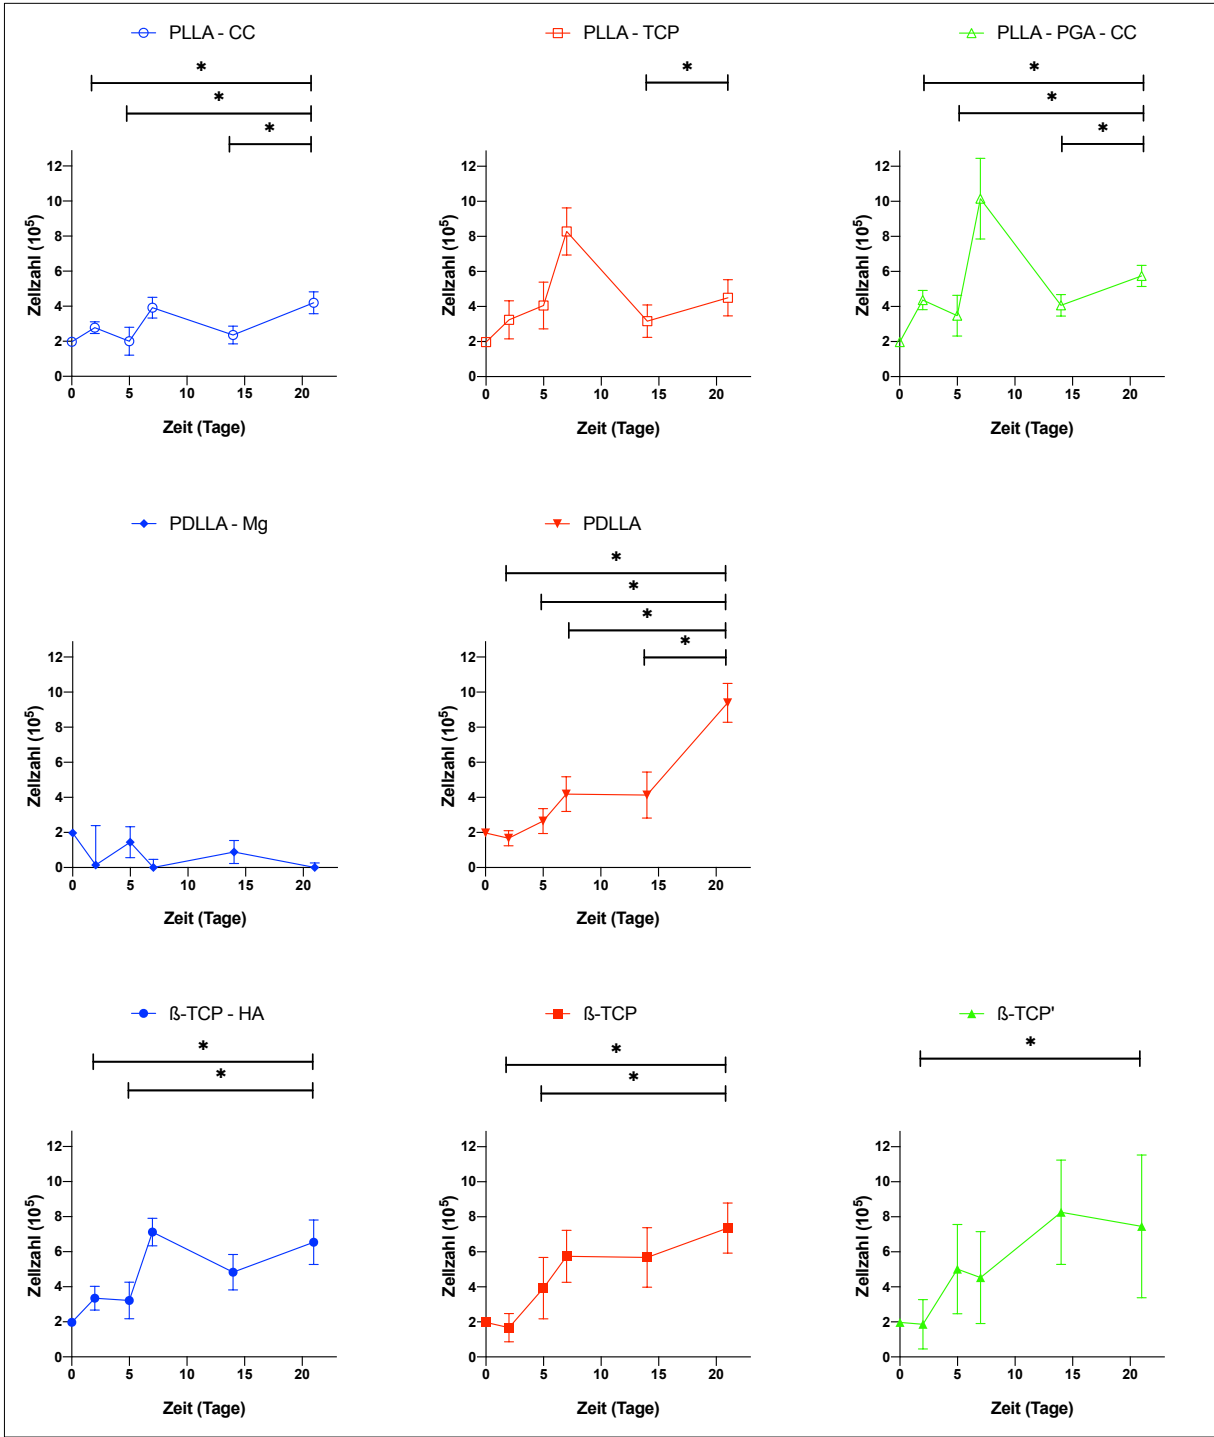 PLLA - CC
PLLA - TCP
PLLA - PGA - CC
* * *
*
* * *
Zellzahl (10⁵)
12
10
8
6
4
2
0
0 5 10 15 20
Zeit (Tage)
Zellzahl (10⁵)
12
10
8
6
4
2
0
0 5 10 15 20
Zeit (Tage)
Zellzahl (10⁵)
12
10
8
6
4
2
0
0 5 10 15 20
Zeit (Tage)
PDLLA - Mg
PDLLA
* * * *
Zellzahl (10⁵)
12
10
8
6
4
2
0
0 5 10 15 20
Zeit (Tage)
Zellzahl (10⁵)
12
10
8
6
4
2
0
0 5 10 15 20
Zeit (Tage)
ß-TCP - HA
ß-TCP
ß-TCP'
* *
* *
*
Zellzahl (10⁵)
12
10
8
6
4
2
0
0 5 10 15 20
Zeit (Tage)
Zellzahl (10⁵)
12
10
8
6
4
2
0
0 5 10 15 20
Zeit (Tage)
Zellzahl (10⁵)
12
10
8
6
4
2
0
0 5 10 15 20
Zeit (Tage)